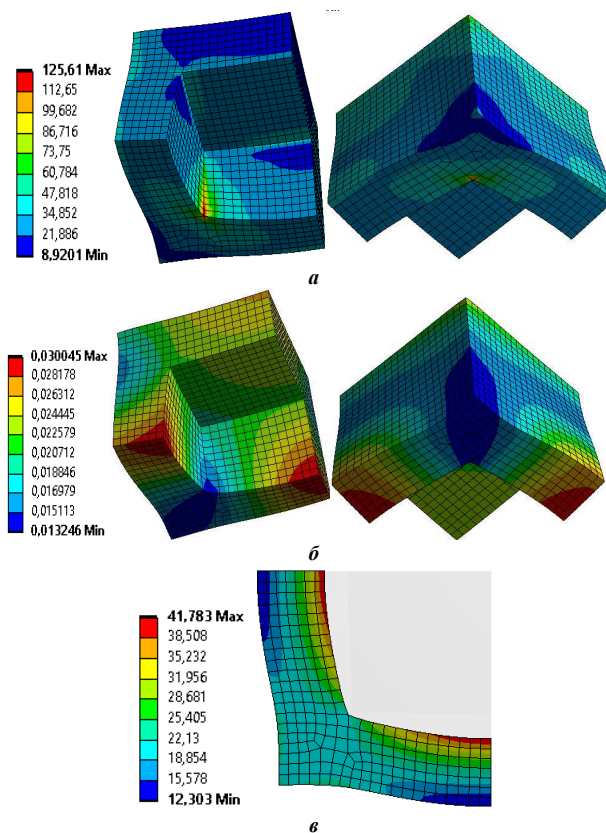 125,61 Max
112,65
99,682
86,716
73,75
60,784
47,818
34,852
21,886
8,9201 Min
а
0,030045 Max
0,028178
0,026312
0,024445
0,022579
0,020712
0,018846
0,016979
0,015113
0,013246 Min
б
41,783 Max
38,508
35,232
31,956
28,681
25,405
22,13
18,854
15,578
12,303 Min
в